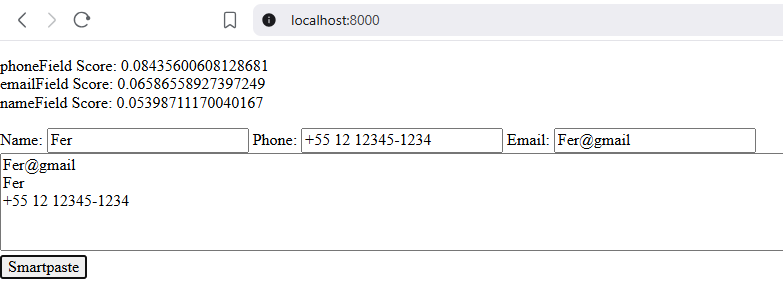 localhost:8000
phoneField Score: 0.08435600608128681
emailField Score: 0.06586558927397249
nameField Score: 0.05398711170040167
Name: Fer Phone: +55 12 12345-1234 Email: Fer@gmail
Fer@gmail
Fer
+55 12 12345-1234
Smartpaste